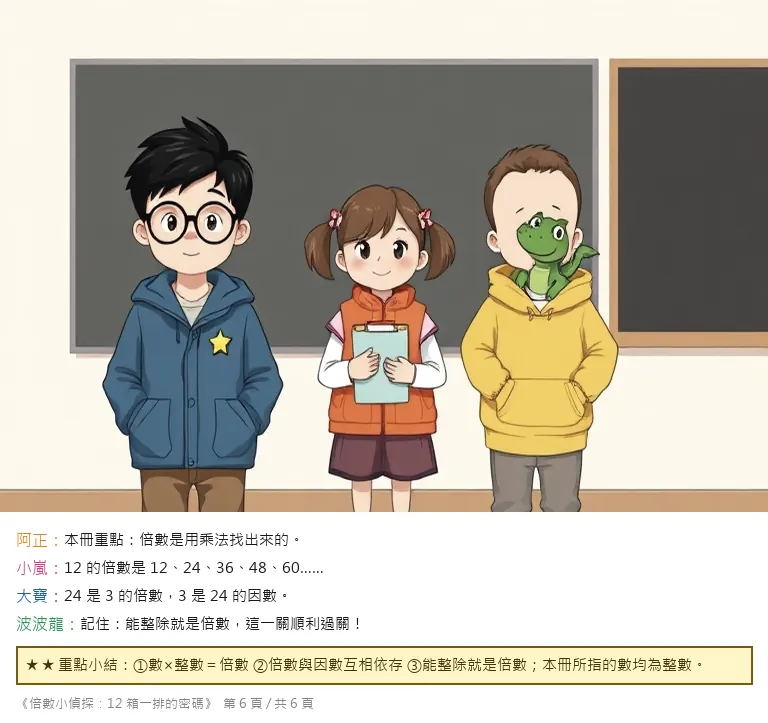 阿正：本冊重點：倍數是用乘法找出來的。
小嵐：12 的倍數是 12、24、36、48、60……
大寶：24 是 3 的倍數，3 是 24 的因數。
波波龍：記住：能整除就是倍數，這一關順利過關！
★★重點小結：①數×整數＝倍數 ②倍數與因數互相依存 ③能整除就是倍數；本冊所指的數均為整數。
《倍數小偵探：12 箱一排的密碼》 第 6 頁 / 共 6 頁